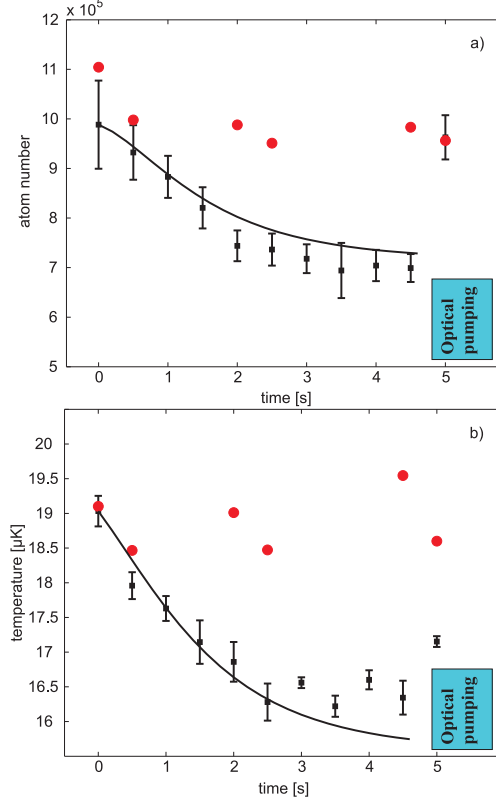 x 10⁵
12
a)
11
10
9
8
7
6
5
atom number
0
1
2
3
4
5
time [s]
Optical
pumping
b)
20
19.5
19
18.5
18
17.5
17
16.5
16
temperature [µK]
0
1
2
3
4
5
time [s]
Optical
pumping